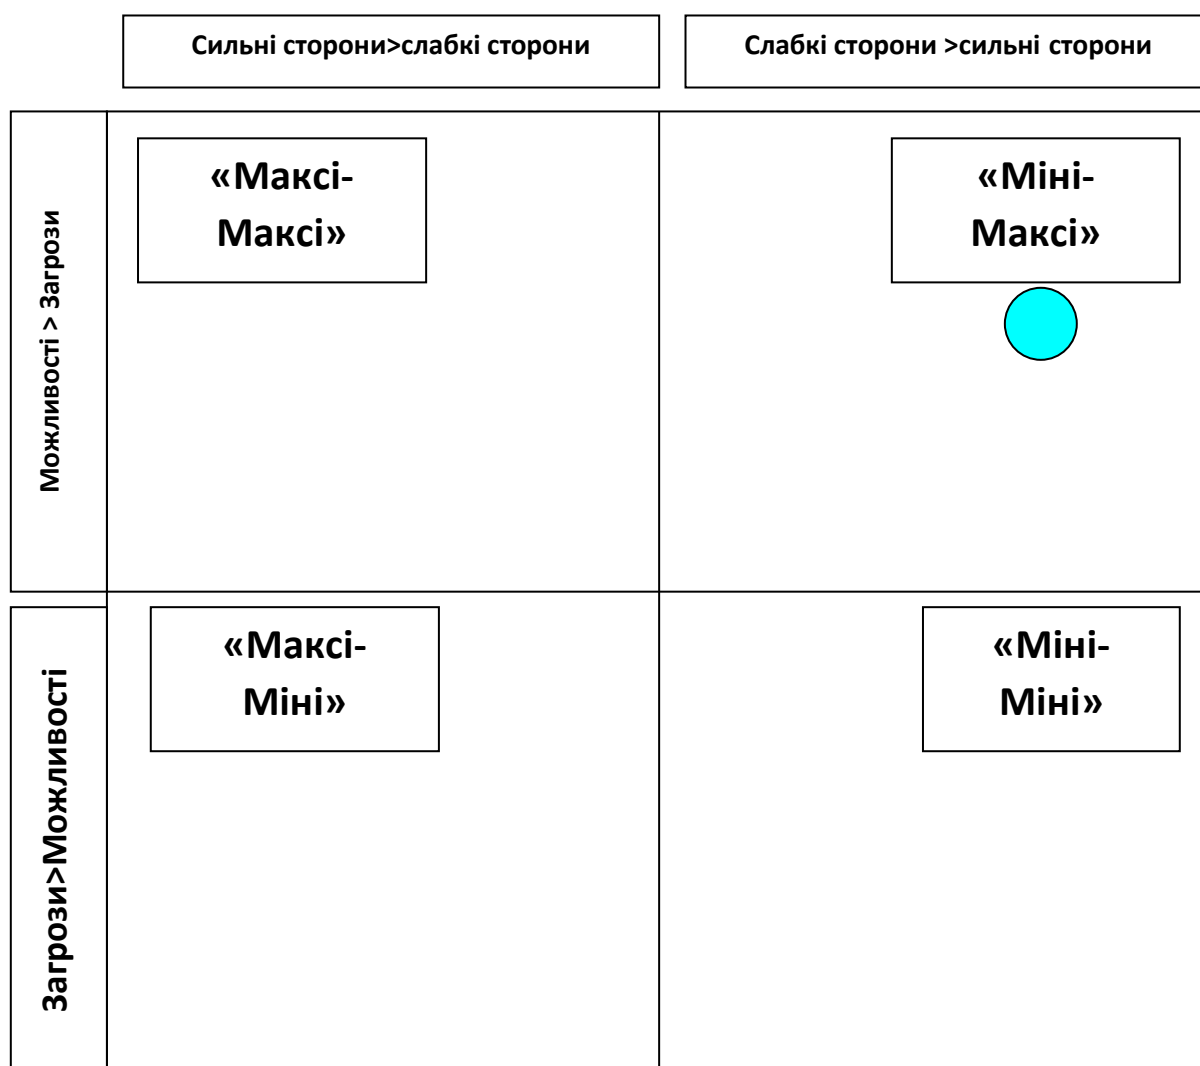 Сильні сторони>слабкі сторони
Слабкі сторони >сильні сторони
Можливості > Загрози
«Максі-
Максі»
«Міні-
Максі»
Загрози>Можливості
«Максі-
Міні»
«Міні-
Міні»